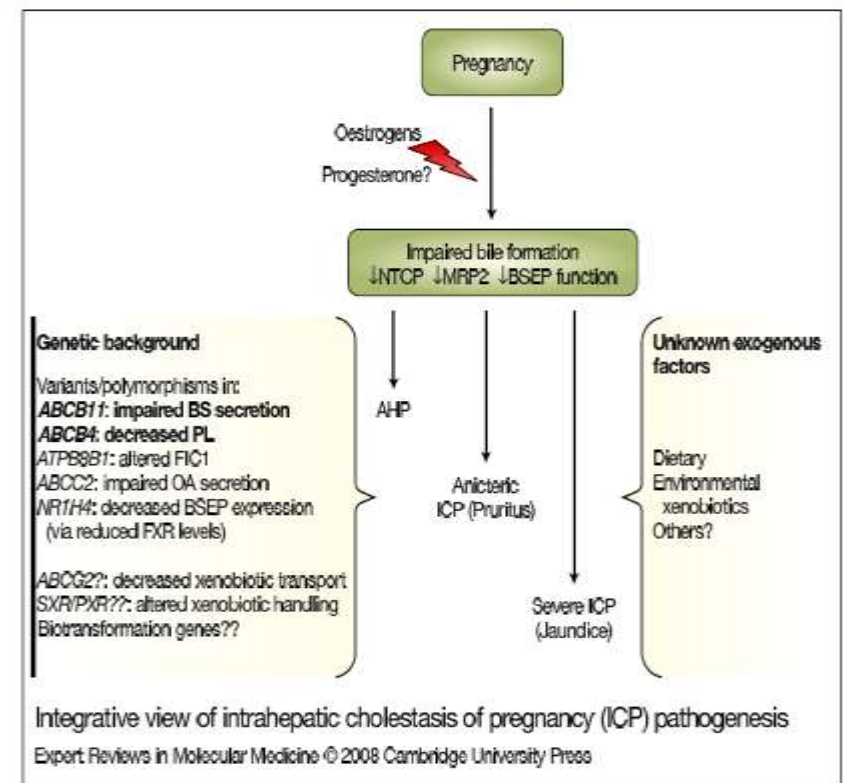 Pregnancy
Oestrogens
Progesterone?
Impaired bile formation
↓NTCP ↓MRP2 ↓BSEP function
Genetic background
Variants/polymorphisms in:
ABCB11: impaired BS secretion
ABCB4: decreased PL
ATP8B1: altered FIC1
ABCC2: impaired OA secretion
NR1H4: decreased BSEP expression
(via reduced FXR levels)
ABCG2?: decreased xenobiotic transport
SXR/PXR??: altered xenobiotic handling
Biotransformation genes??
AHP
Anicteric
ICP (Pruritus)
Severe ICP
(Jaundice)
Unknown exogenous
factors
Dietary
Environmental
xenobiotics
Others?
Integrative view of intrahepatic cholestasis of pregnancy (ICP) pathogenesis
Expert Reviews in Molecular Medicine © 2008 Cambridge University Press